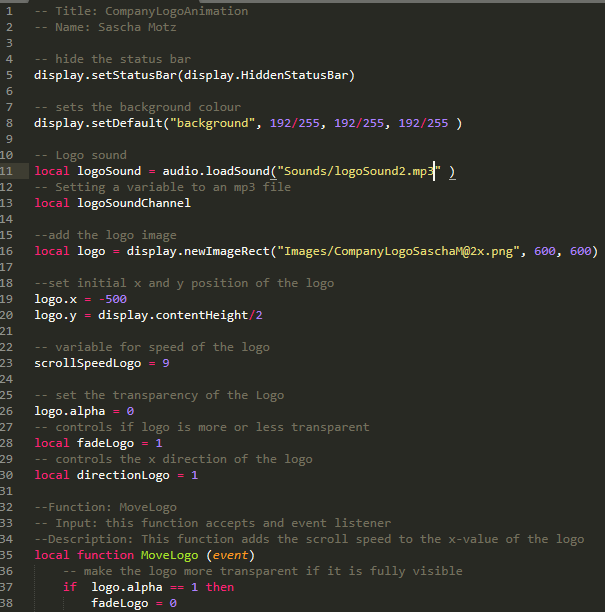 1 -- Title: CompanyLogoAnimation
2 -- Name: Sascha Motz
3
4 -- hide the status bar
5 display.setStatusBar(display.HiddenStatusBar)
6
7 -- sets the background colour
8 display.setDefault("background", 192/255, 192/255, 192/255 )
9
10 -- Logo sound
11 local logoSound = audio.loadSound("Sounds/logoSound2.mp3" )
12 -- Setting a variable to an mp3 file
13 local logoSoundChannel
14
15 --add the logo image
16 local logo = display.newImageRect("Images/CompanyLogoSaschaM@2x.png", 600, 600)
17
18 --set initial x and y position of the logo
19 logo.x = -500
20 logo.y = display.contentHeight/2
21
22 -- variable for speed of the logo
23 scrollSpeedLogo = 9
24
25 -- set the transparency of the Logo
26 logo.alpha = 0
27 -- controls if logo is more or less transparent
28 local fadeLogo = 1
29 -- controls the x direction of the logo
30 local directionLogo = 1
31
32 --Function: MoveLogo
33 -- Input: this function accepts and event listener
34 --Description: This function adds the scroll speed to the x-value of the logo
35 local function MoveLogo (event)
36     -- make the logo more transparent if it is fully visible
37     if  logo.alpha == 1 then
38         fadeLogo = 0